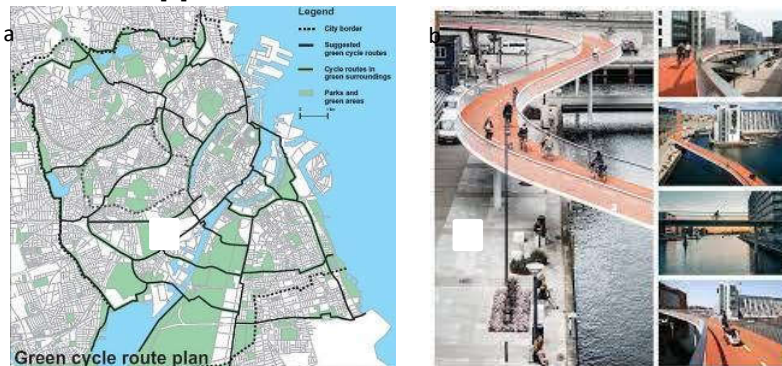 Legend
a
b
City border
Suggested
green cycle routes
Cycle routes in
green surroundings
Parks and
green areas
Green cycle route plan